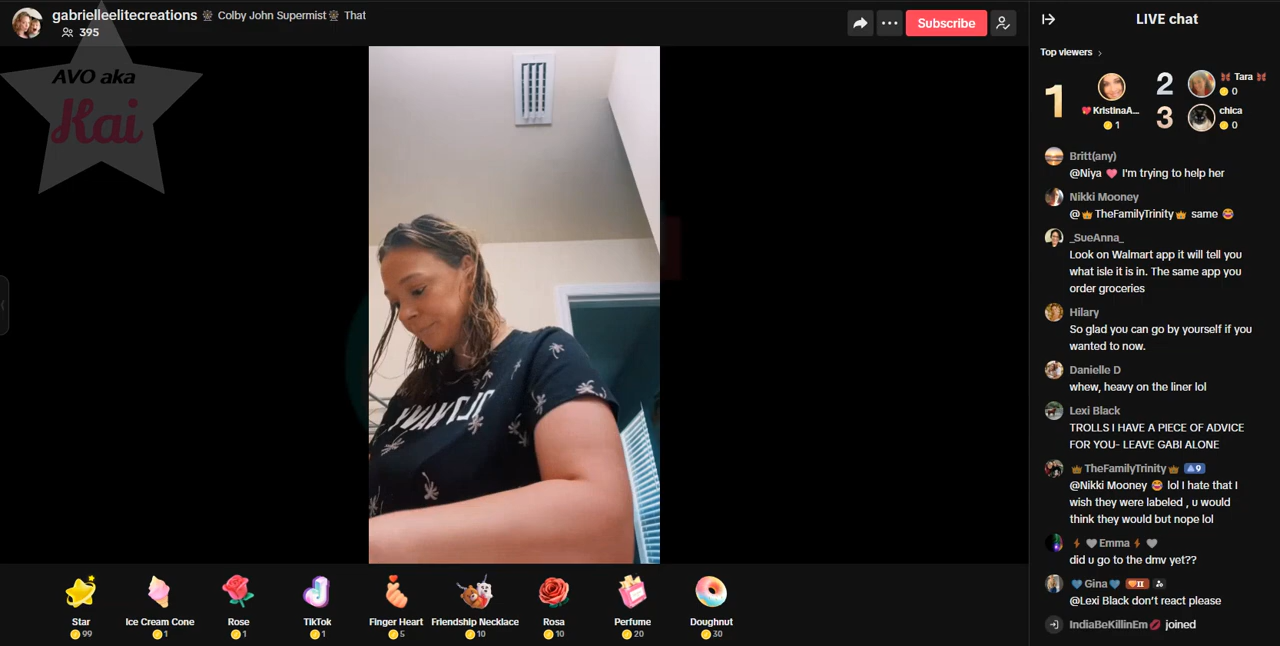 gabrielleelitecreations Colby John Supermist That
395
Subscribe
LIVE chat
AVO aka
Kai
Top viewers
1
KristinaA...
1
2
Tara
0
3
chica
0
Britt(any)
@Niya I'm trying to help her
Nikki Mooney
@ TheFamilyTrinity same
_SueAnna_
Look on Walmart app it will tell you
what isle it is in. The same app you
order groceries
Hilary
So glad you can go by yourself if you
wanted to now.
Danielle D
whew, heavy on the liner lol
Lexi Black
TROLLS I HAVE A PIECE OF ADVICE
FOR YOU- LEAVE GABI ALONE
TheFamilyTrinity 9
@Nikki Mooney lol I hate that I
wish they were labeled , u would
think they would but nope lol
Emma
did u go to the dmv yet??
Gina II
@Lexi Black don't react please
IndiaBeKillinEm joined
Star
99
Ice Cream Cone
1
Rose
1
TikTok
1
Finger Heart
5
Friendship Necklace
10
Rosa
10
Perfume
20
Doughnut
30